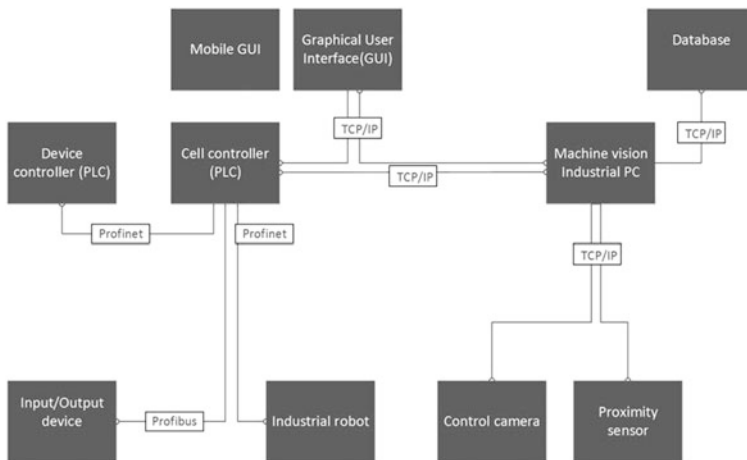 Mobile GUI
Graphical User
Interface(GUI)
Database
TCP/IP
TCP/IP
Device
controller (PLC)
Cell controller
(PLC)
TCP/IP
Machine vision
Industrial PC
Profinet
Profinet
TCP/IP
Input/Output
device
Profibus
Industrial robot
Control camera
Proximity
sensor